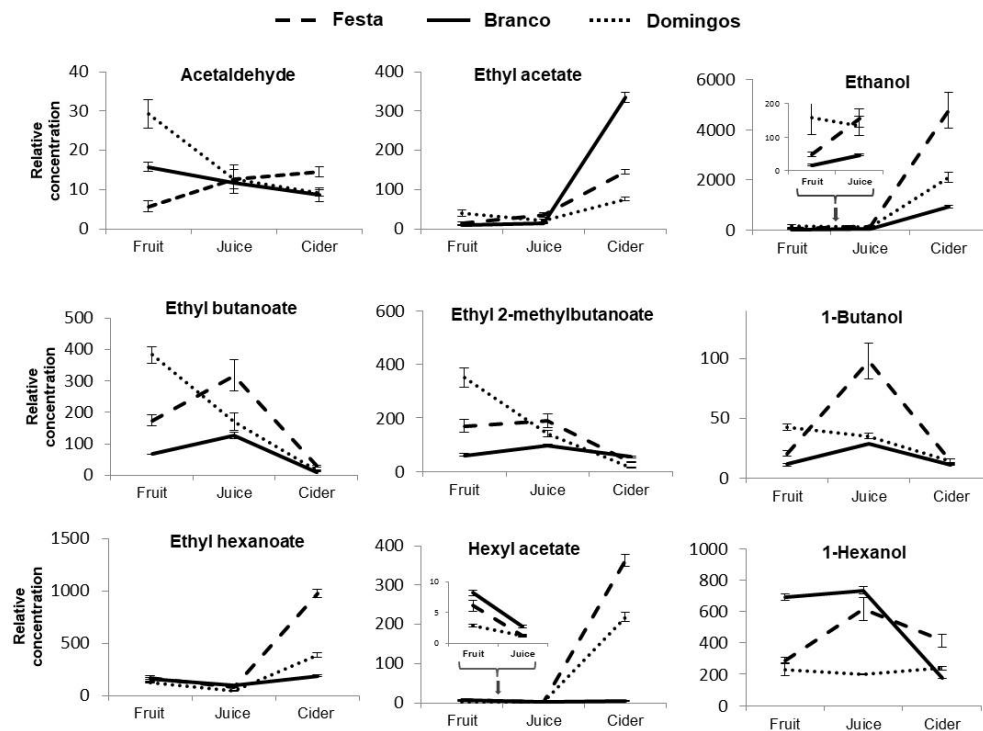 Festa Branco Domingos
Acetaldehyde
Relative
concentration
40
30
20
10
0
Fruit Juice Cider
Ethyl acetate
400
300
200
100
0
Fruit Juice Cider
Ethanol
6000
4000
2000
0
200
100
0
Fruit Juice
Fruit Juice Cider
Ethyl butanoate
Relative
concentration
500
400
300
200
100
0
Fruit Juice Cider
Ethyl 2-methylbutanoate
600
400
200
0
Fruit Juice Cider
1-Butanol
100
50
0
Fruit Juice Cider
Ethyl hexanoate
Relative
concentration
1500
1000
500
0
Fruit Juice Cider
Hexyl acetate
400
300
200
100
0
10
5
0
Fruit Juice
Fruit Juice Cider
1-Hexanol
1000
800
600
400
200
0
Fruit Juice Cider